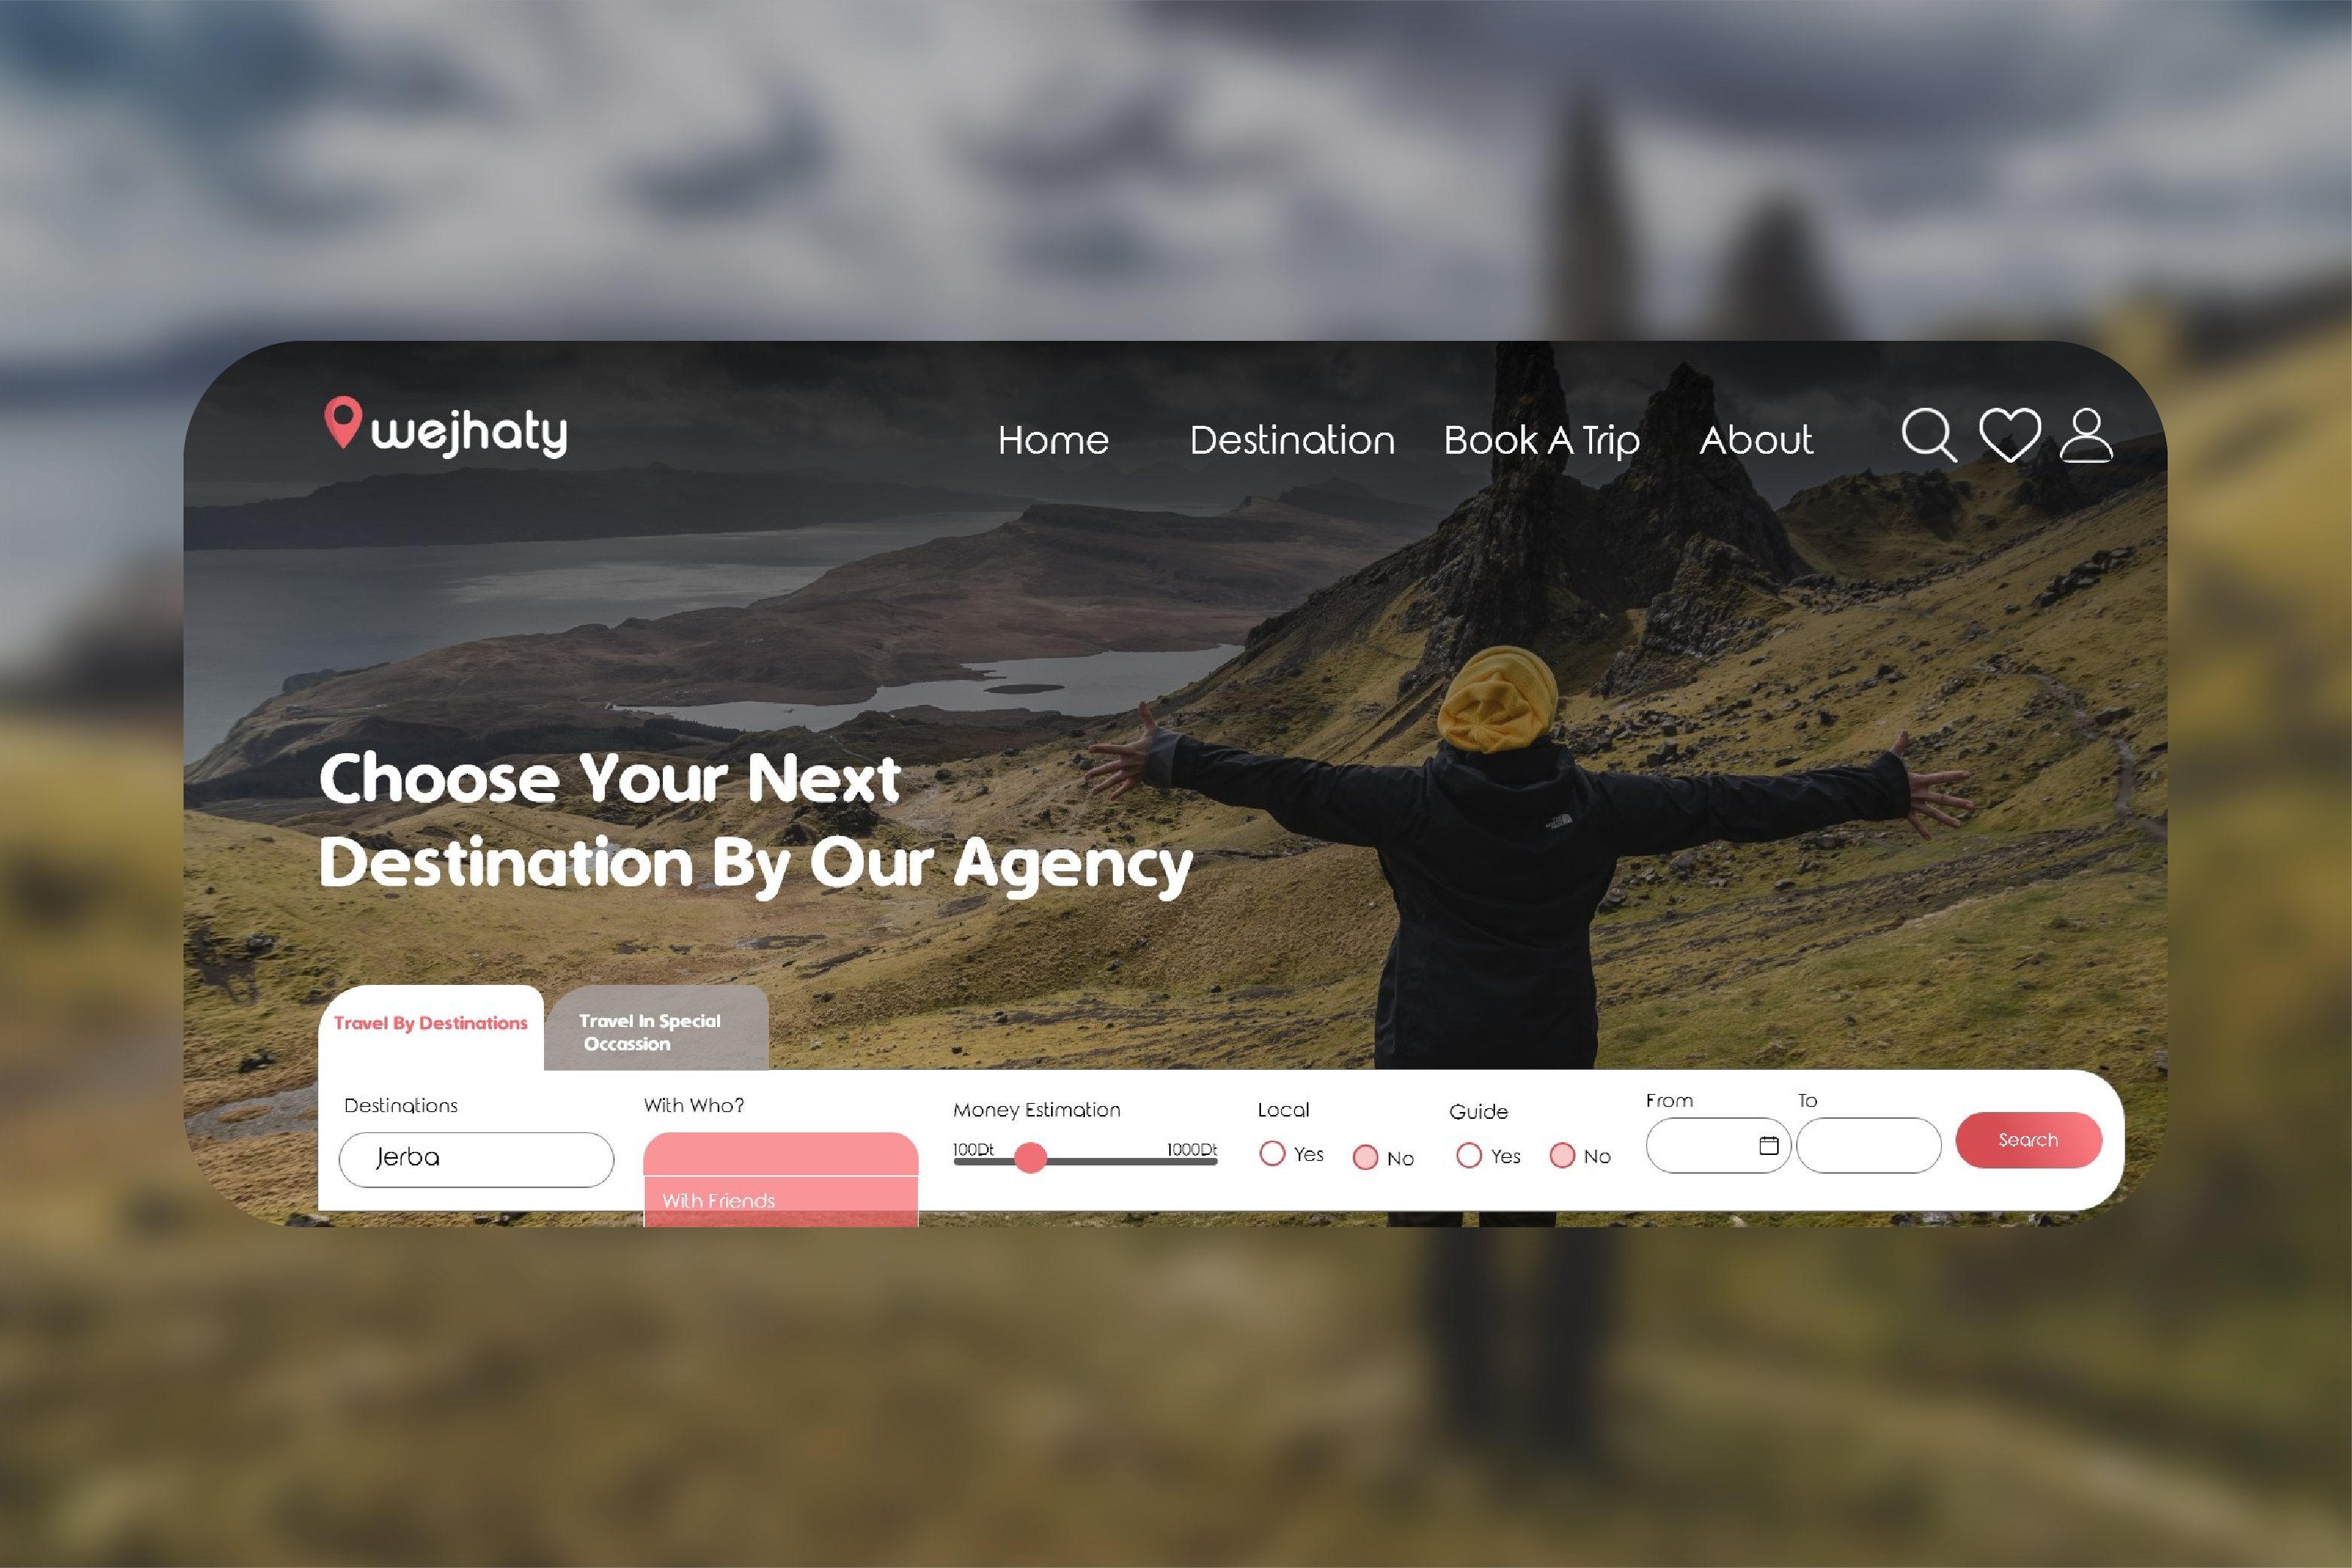 wejhaty
Home Destination Book A Trip About
Choose Your Next
Destination By Our Agency
Travel By Destinations
Travel In Special
Occassion
Destinations
Jerba
With Who?
With Friends
Money Estimation
100Dt 1000Dt
Local
Yes No
Guide
Yes No
From To
Search